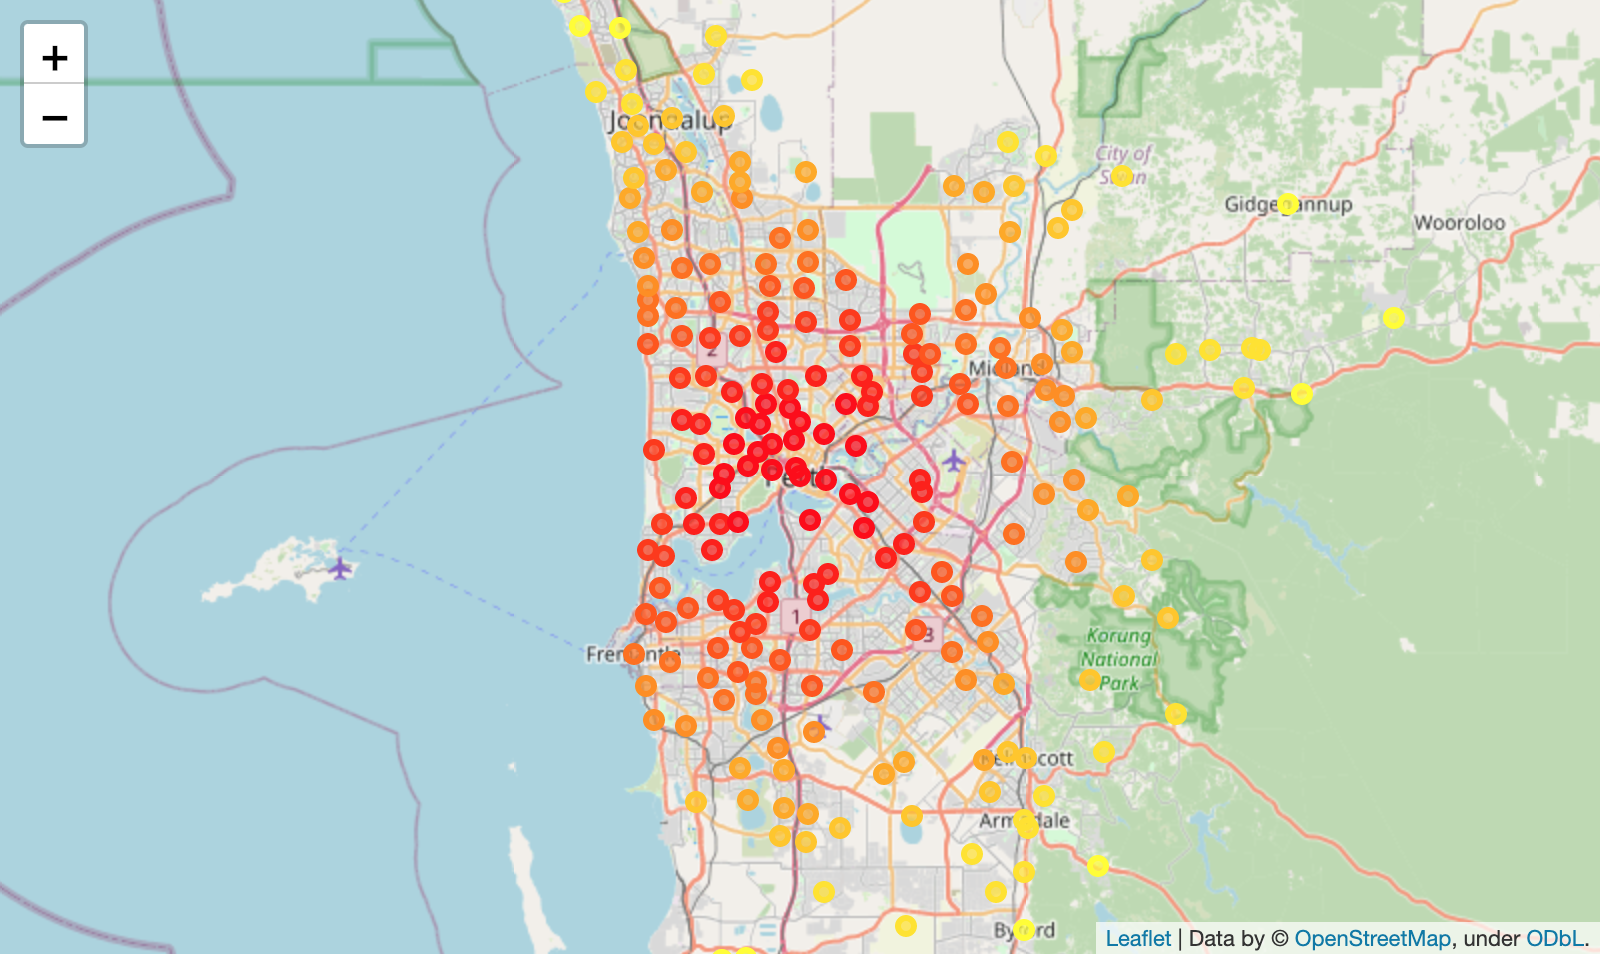 +
−
Joondalup
City of
Swan
Gidgegannup
Wooroloo
2
Midland
Perth
1
3
Fremantle
Korung
National
Park
Kelmscott
Armadale
Byford
Leaflet | Data by © OpenStreetMap, under ODbL.